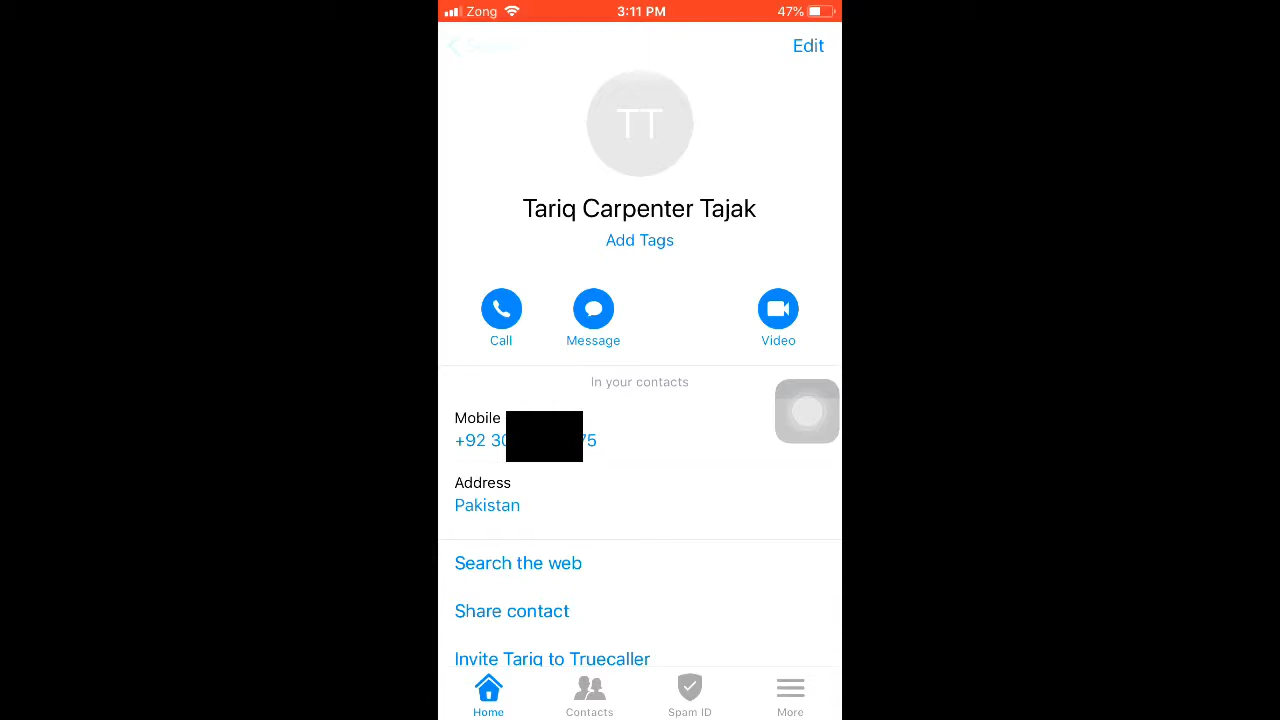 Zong 3:11 PM 47%
Search Edit
TT
Tariq Carpenter Tajak
Add Tags
Call Message Video
In your contacts
Mobile
+92 30 75
Address
Pakistan
Search the web
Share contact
Invite Tariq to Truecaller
Home Contacts Spam ID More